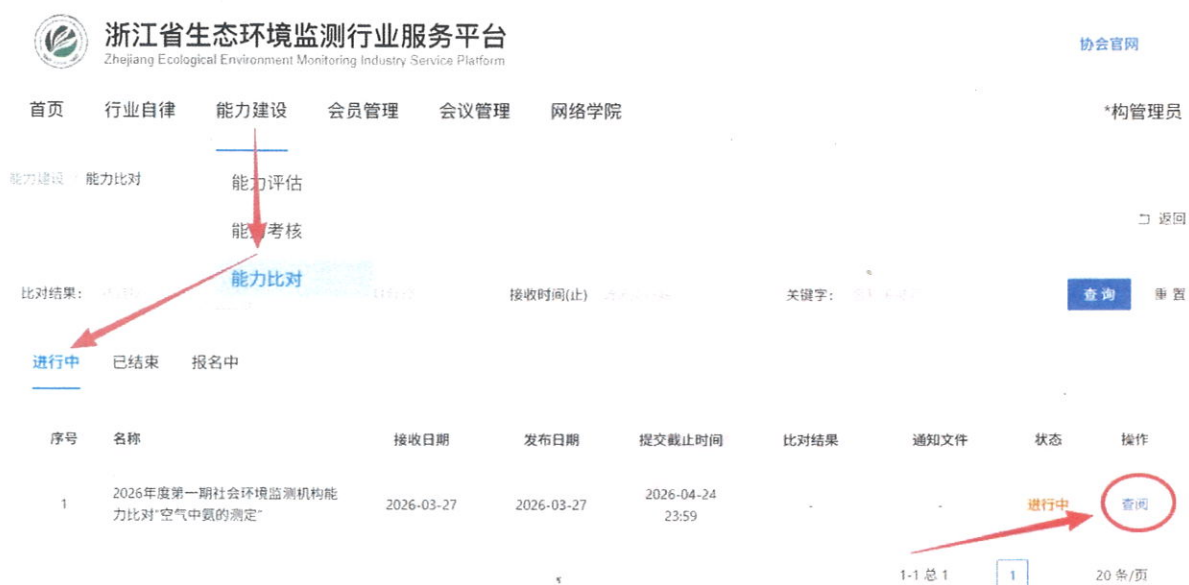 浙江省生态环境监测行业服务平台
Zhejiang Ecological Environment Monitoring Industry Service Platform
协会官网
首页 行业自律 能力建设 会员管理 会议管理 网络学院 *构管理员
能力建设 能力比对
能力评估
返回
能力考核
能力比对
比对结果: 接收时间(止) 关键字: 查询 重置
进行中 已结束 报名中
序号 名称 接收日期 发布日期 提交截止时间 比对结果 通知文件 状态 操作
1 2026年度第一期社会环境监测机构能 2026-03-27 2026-03-27 2026-04-24 - - 进行中 查阅
力比对“空气中氨的测定” 23:59
1-1 总 1 1 20 条/页